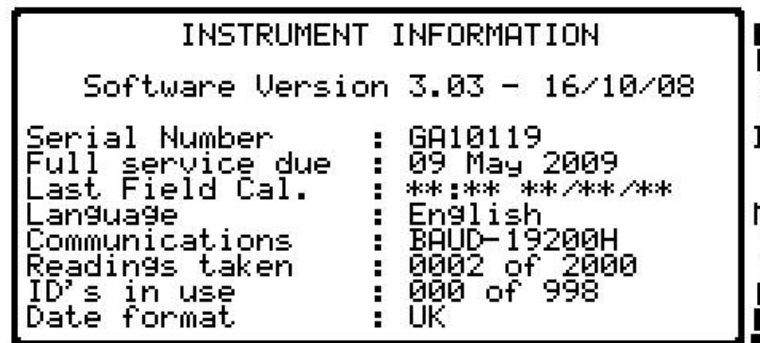 INSTRUMENT INFORMATION
Software Version 3.03 - 16/10/08
Serial Number : GA10119
Full service due : 09 May 2009
Last Field Cal. : **:** **/**/**
Language : English
Communications : BAUD-19200H
Readings taken : 0002 of 2000
ID's in use : 000 of 998
Date format : UK